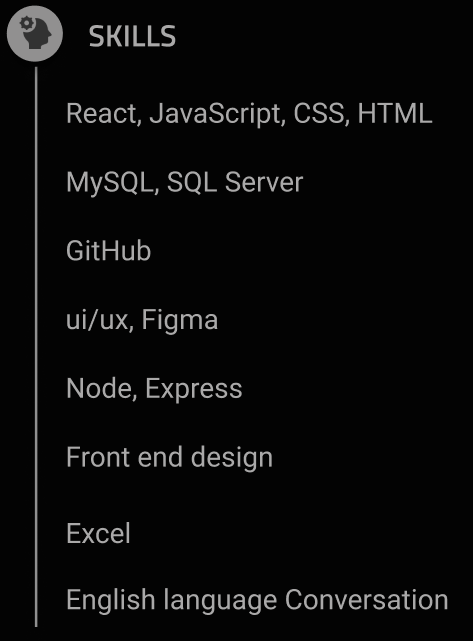 SKILLS
React, JavaScript, CSS, HTML
MySQL, SQL Server
GitHub
ui/ux, Figma
Node, Express
Front end design
Excel
English language Conversation